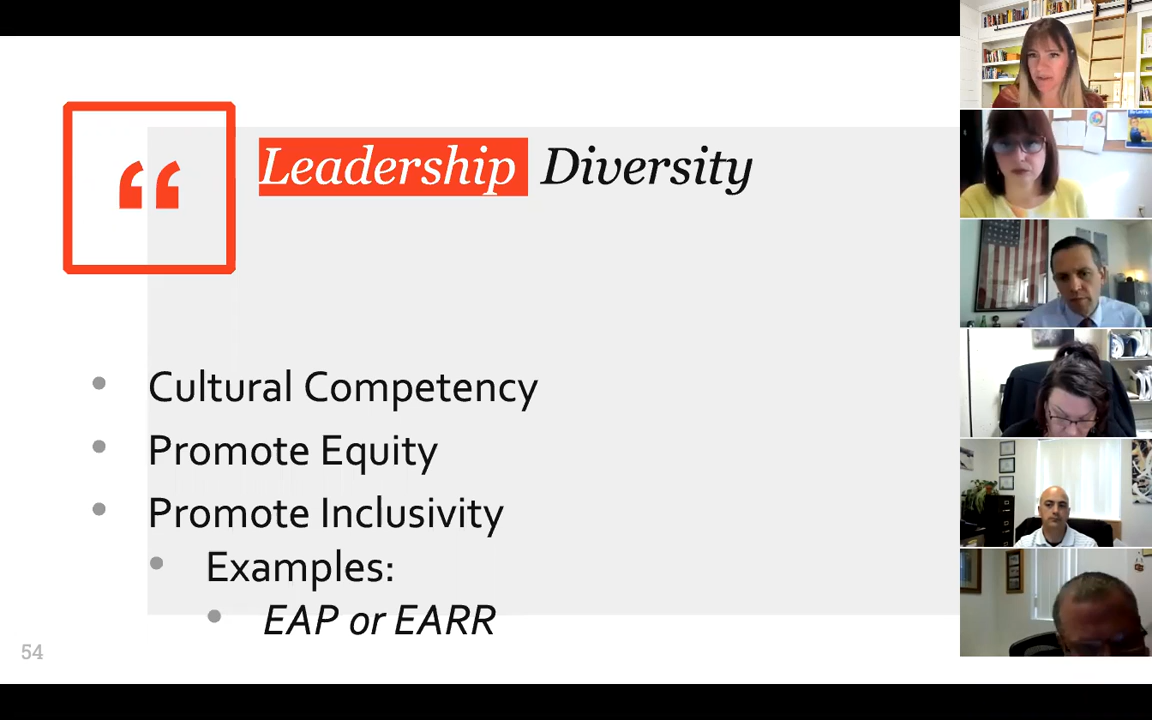 “
Leadership Diversity
Cultural Competency
Promote Equity
Promote Inclusivity
Examples:
EAP or EARR
54